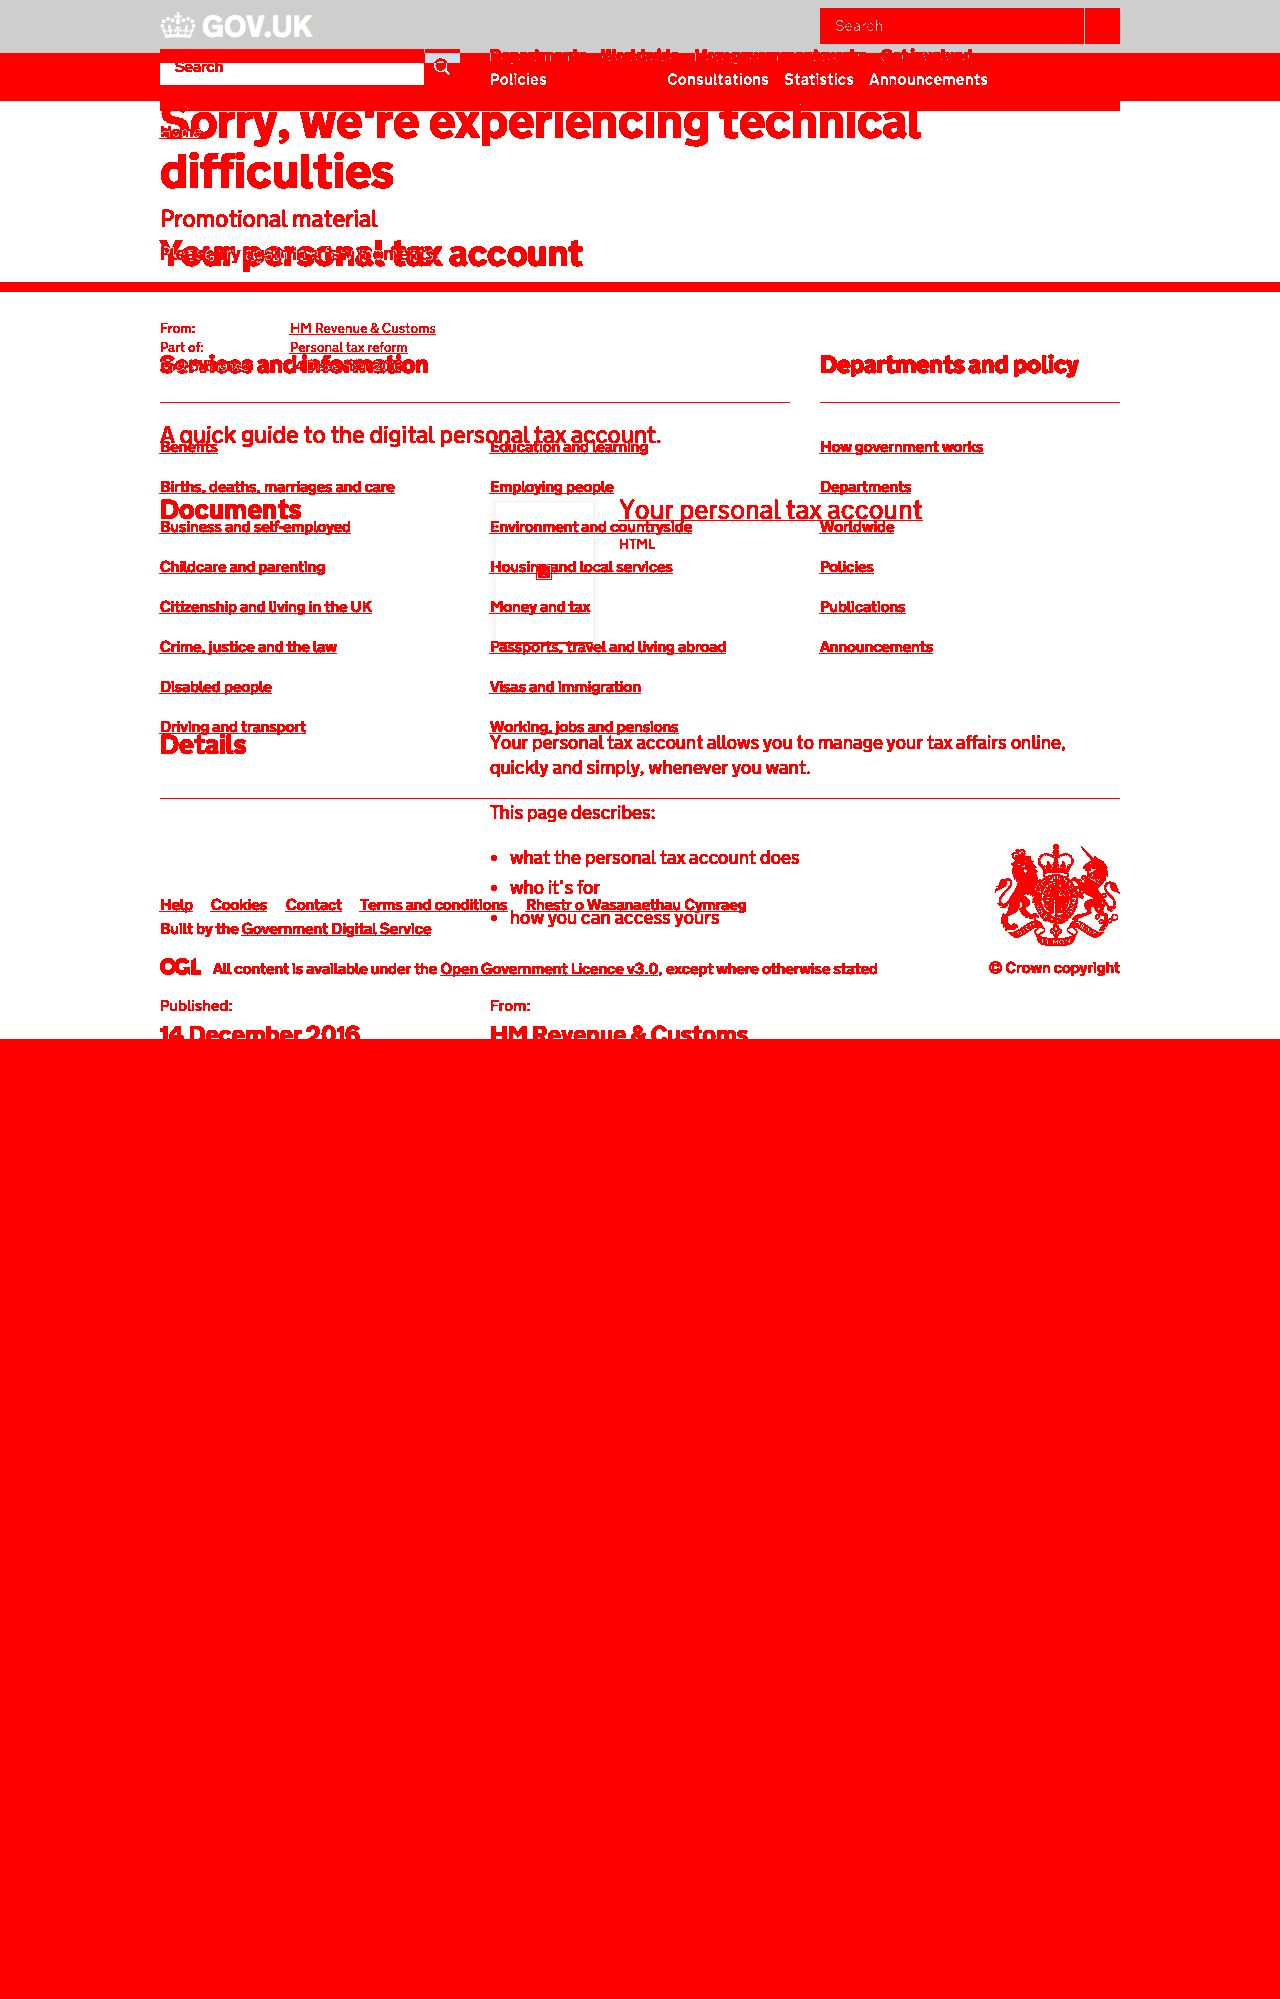 GOV.UK
Search
Departments Worldwide How government works Get involved
Search
Policies Consultations Statistics Announcements
Sorry, we're experiencing technical
Home
difficulties
Promotional material
Your personal tax account
From: HM Revenue & Customs
Part of: Personal tax reform
Services and information Departments and policy
A quick guide to the digital personal tax account.
Benefits Education and learning How government works
Births, deaths, marriages and care Employing people Departments
Documents Your personal tax account
Business and self-employed Environment and countryside Worldwide
HTML
Childcare and parenting Housing and local services Policies
Citizenship and living in the UK Money and tax Publications
Crime, justice and the law Passports, travel and living abroad Announcements
Disabled people Visas and immigration
Driving and transport Working, jobs and pensions
Details Your personal tax account allows you to manage your tax affairs online,
quickly and simply, whenever you want.
This page describes:
• what the personal tax account does
• who it's for
Help Cookies Contact Terms and conditions Rhestr o Wasanaethau Cymraeg
• how you can access yours
Built by the Government Digital Service
OGL All content is available under the Open Government Licence v3.0, except where otherwise stated © Crown copyright
Published: From:
14 December 2016 HM Revenue & Customs